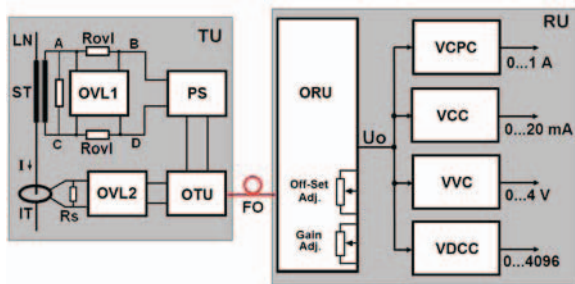 LN
A
Rovl
B
TU
ST
OVL1
PS
C
Rovl
D
I↓
IT
Rs
OVL2
OTU
FO
RU
ORU
Uo
Off-Set
Adj.
Gain
Adj.
VCPC
0...1 A
VCC
0...20 mA
VVC
0...4 V
VDCC
0...4096